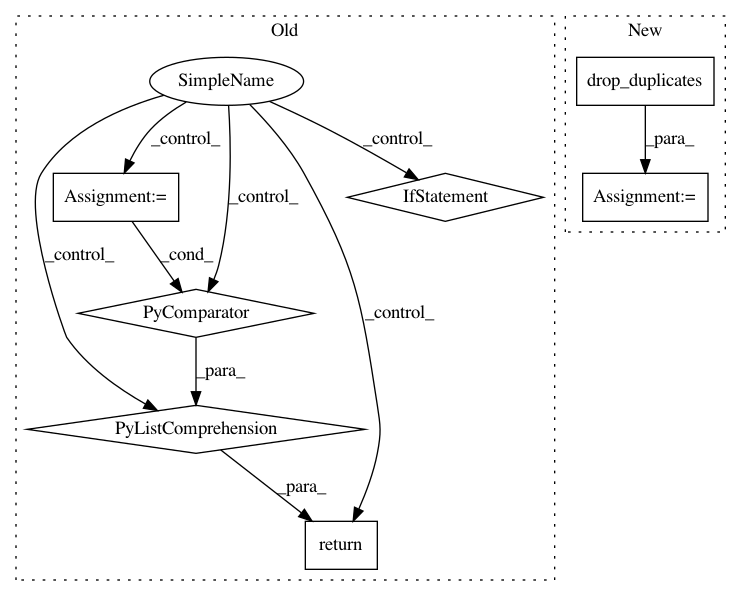 Old
New
SimpleName
drop_duplicates
_control_
_control_
_para_
Assignment:=
_control_
IfStatement
Assignment:=
_control_
_cond_
PyComparator
_control_
_para_
PyListComprehension
_para_
return